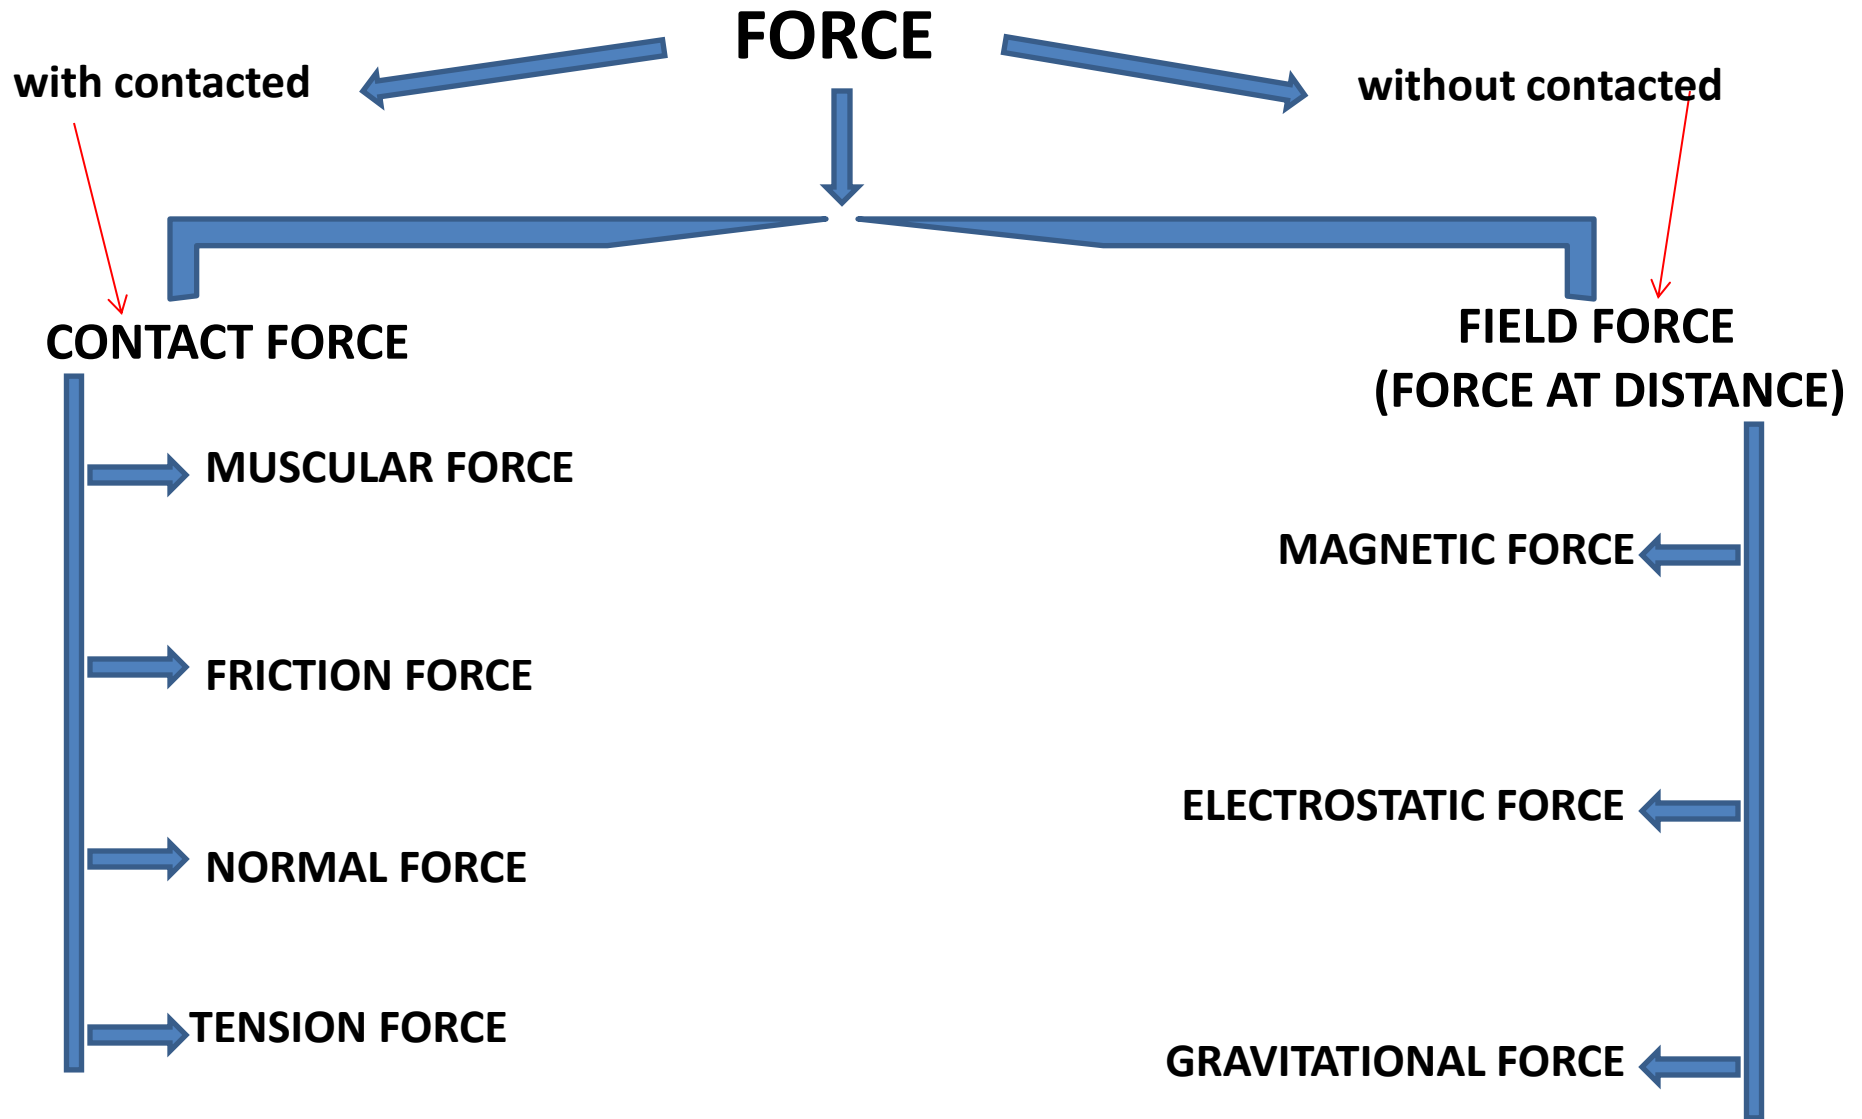 FORCE
with contacted
without contacted
CONTACT FORCE
MUSCULAR FORCE
FRICTION FORCE
NORMAL FORCE
TENSION FORCE
FIELD FORCE
(FORCE AT DISTANCE)
MAGNETIC FORCE
ELECTROSTATIC FORCE
GRAVITATIONAL FORCE